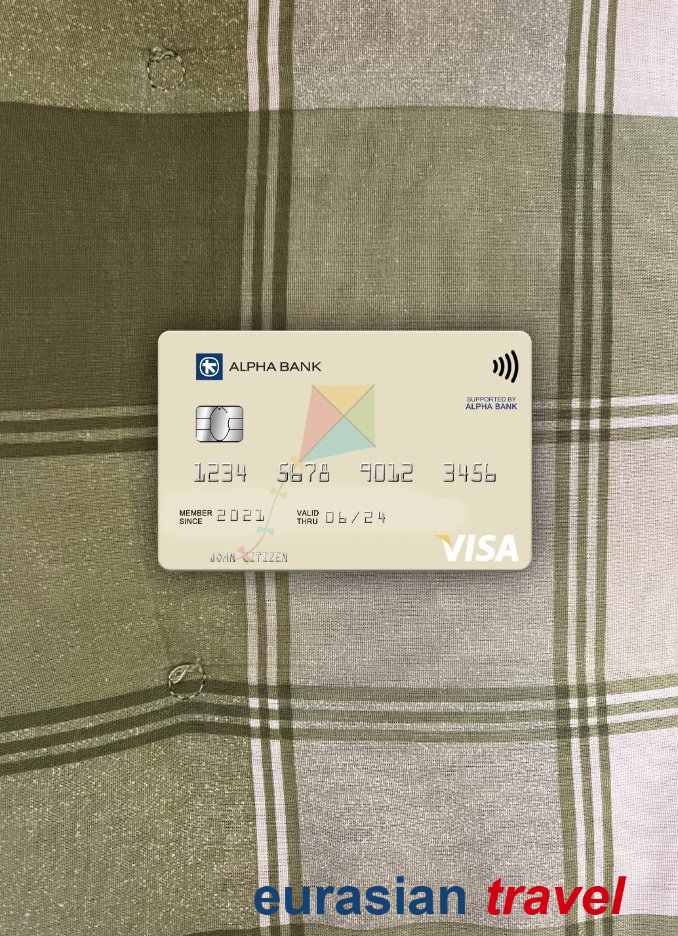 ALPHA BANK
SUPPORTED BY
ALPHA BANK
1234 5678 9012 3456
MEMBER SINCE 2021 VALID THRU 06/24
JOHN CITIZEN
VISA
eurasian travel